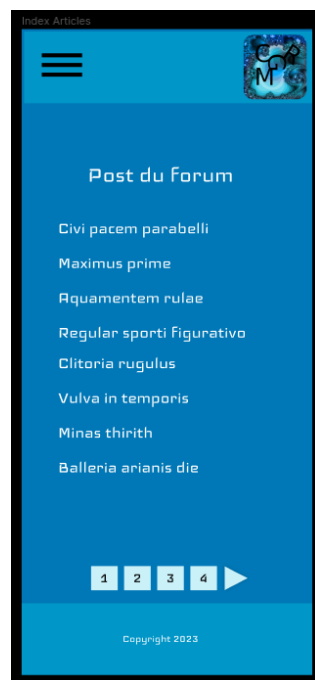 Index Articles
Post du Forum
Civi pacem parabelli
Maximus prime
Aquamentem rulae
Regular sporti figurativo
Clitoria rugulus
Vulva in temporis
Minas thirith
Balleria arianis die
1 2 3 4
Copyright 2023